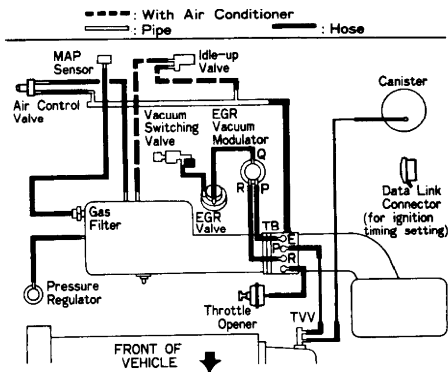 : With Air Conditioner
: Pipe
: Hose
MAP
Sensor
Idle-up
Valve
Canister
Air Control
Valve
Vacuum
Switching
Valve
EGR
Vacuum
Modulator
Q
R
P
Data Link
Connector
(for ignition
timing setting)
Gas
Filter
EGR
Valve
TB
E
P
R
Pressure
Regulator
Throttle
Opener
TVV
FRONT OF
VEHICLE